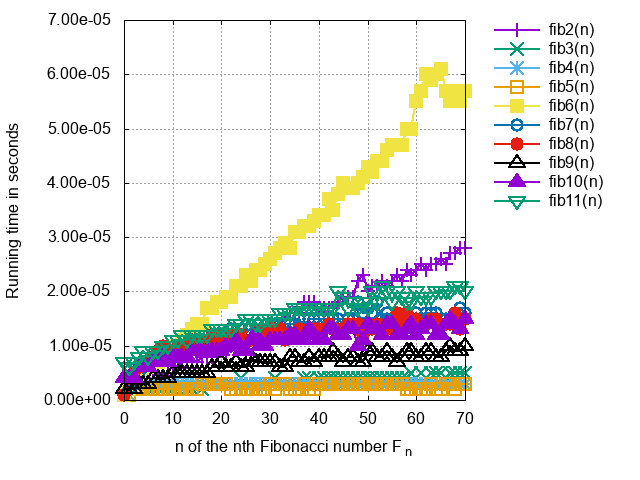 7.00e-05
6.00e-05
5.00e-05
4.00e-05
3.00e-05
2.00e-05
1.00e-05
0.00e+00
0 10 20 30 40 50 60 70
Running time in seconds
n of the nth Fibonacci number F n
fib2(n)
fib3(n)
fib4(n)
fib5(n)
fib6(n)
fib7(n)
fib8(n)
fib9(n)
fib10(n)
fib11(n)